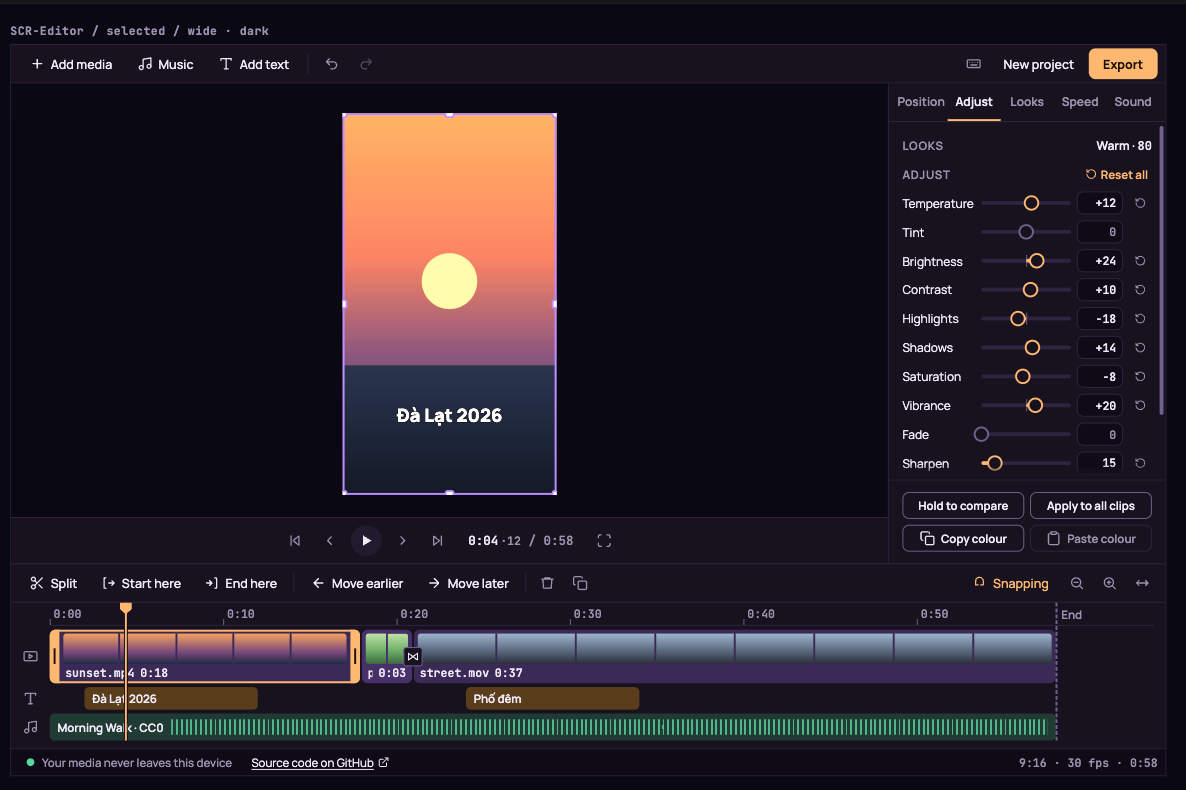 SCR-Editor / selected / wide · dark
Add media Music Add text New project Export
Position Adjust Looks Speed Sound
LOOKS Warm · 80
ADJUST Reset all
Temperature +12
Tint 0
Brightness +24
Contrast +10
Highlights -18
Shadows +14
Saturation -8
Vibrance +20
Fade 0
Sharpen 15
Đà Lạt 2026
Hold to compare Apply to all clips
Copy colour Paste colour
0:04·12 / 0:58
Split Start here End here Move earlier Move later Snapping
0:00 0:10 0:20 0:30 0:40 0:50 End
sunset.mp4 0:18 0:03 street.mov 0:37
Đà Lạt 2026 Phố đêm
Morning Walk · CC0
Your media never leaves this device Source code on GitHub 9:16 · 30 fps · 0:58